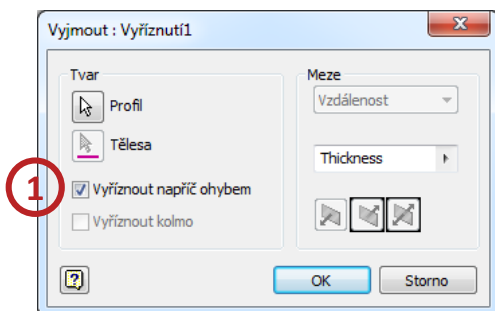 Vyjmout : Vyříznutí1
Tvar
Profil
Tělesa
1
Vyříznout napříč ohybem
Vyříznout kolmo
Meze
Vzdálenost
Thickness
OK
Storno